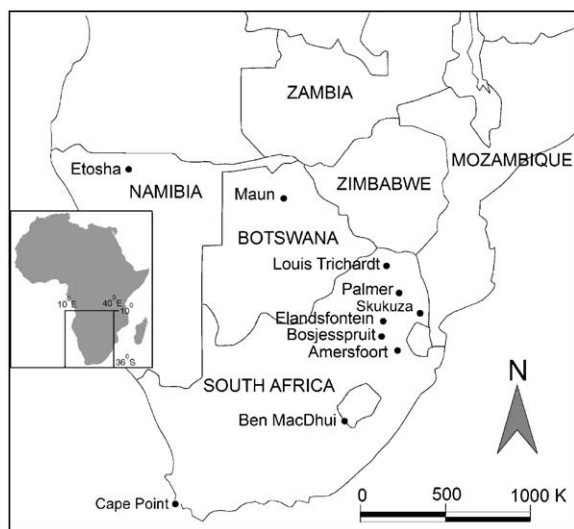 ZAMBIA
MOZAMBIQUE
Etosha
NAMIBIA
ZIMBABWE
Maun
BOTSWANA
Louis Trichardt
Palmer
Skukuza
Elandsfontein
Bosjesspruit
Amersfoort
10°E
40°E
10°
36°S
SOUTH AFRICA
Ben MacDhui
N
Cape Point
0 500 1000 K